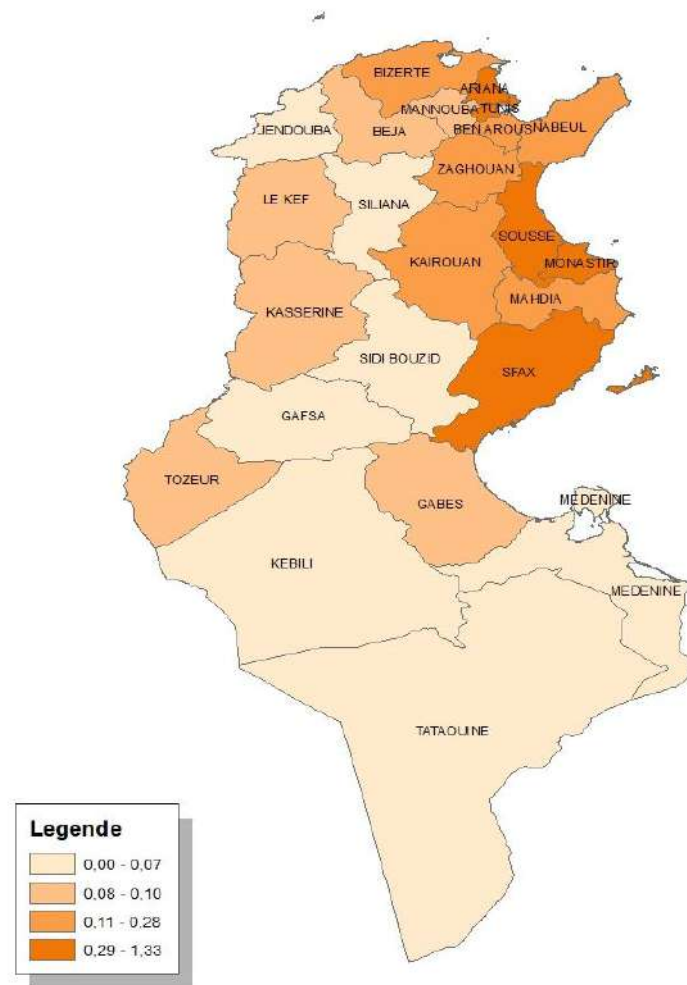 BIZERTE
ARIANA
MANNOUBA
TUNIS
JENDOUBA
BEJA
BEN AROUS
NABEUL
ZAGHOUAN
LE KEF
SILIANA
SOUSSE
KAIROUAN
MONASTIR
MAHDIA
KASSERINE
SIDI BOUZID
SFAX
GAFSA
TOZEUR
GABES
MEDENINE
KEBILI
MEDENINE
TATAOUINE
Legende
0,00 - 0,07
0,08 - 0,10
0,11 - 0,28
0,29 - 1,33